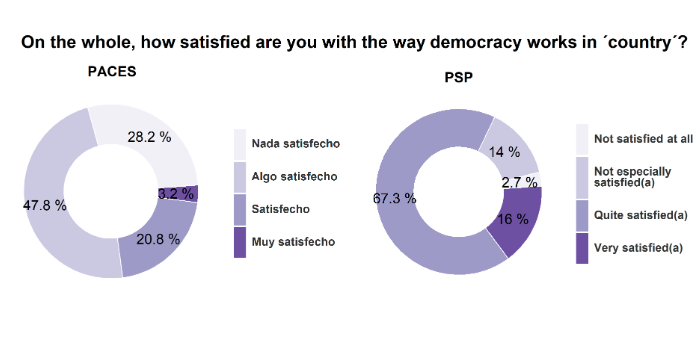 On the whole, how satisfied are you with the way democracy works in ´country´?
PACES
28.2 %
3.2 %
47.8 %
20.8 %
Nada satisfecho
Algo satisfecho
Satisfecho
Muy satisfecho
PSP
14 %
2.7 %
67.3 %
16 %
Not satisfied at all
Not especially
satisfied(a)
Quite satisfied(a)
Very satisfied(a)